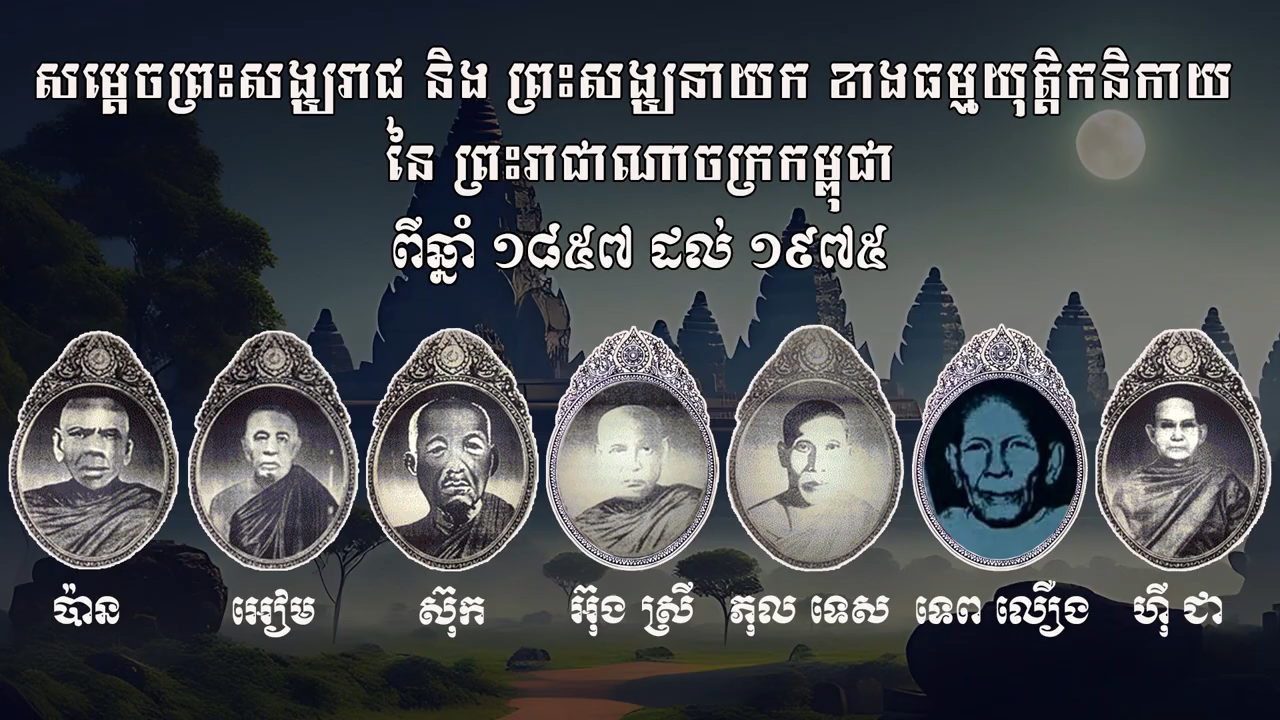 សម្តេចព្រះសង្ឃរាជ និង ព្រះសង្ឃនាយក ខាងធម្មយុត្តិកនិកាយ
នៃ ព្រះរាជាណាចក្រកម្ពុជា
ពីឆ្នាំ ១៨៥៧ ដល់ ១៩៧៥
ប៉ាន អៀម ស៊ុក អ៊ុង ស្រី ភុល ទេស ទេព ល្បឿង ហ៊ី ជា